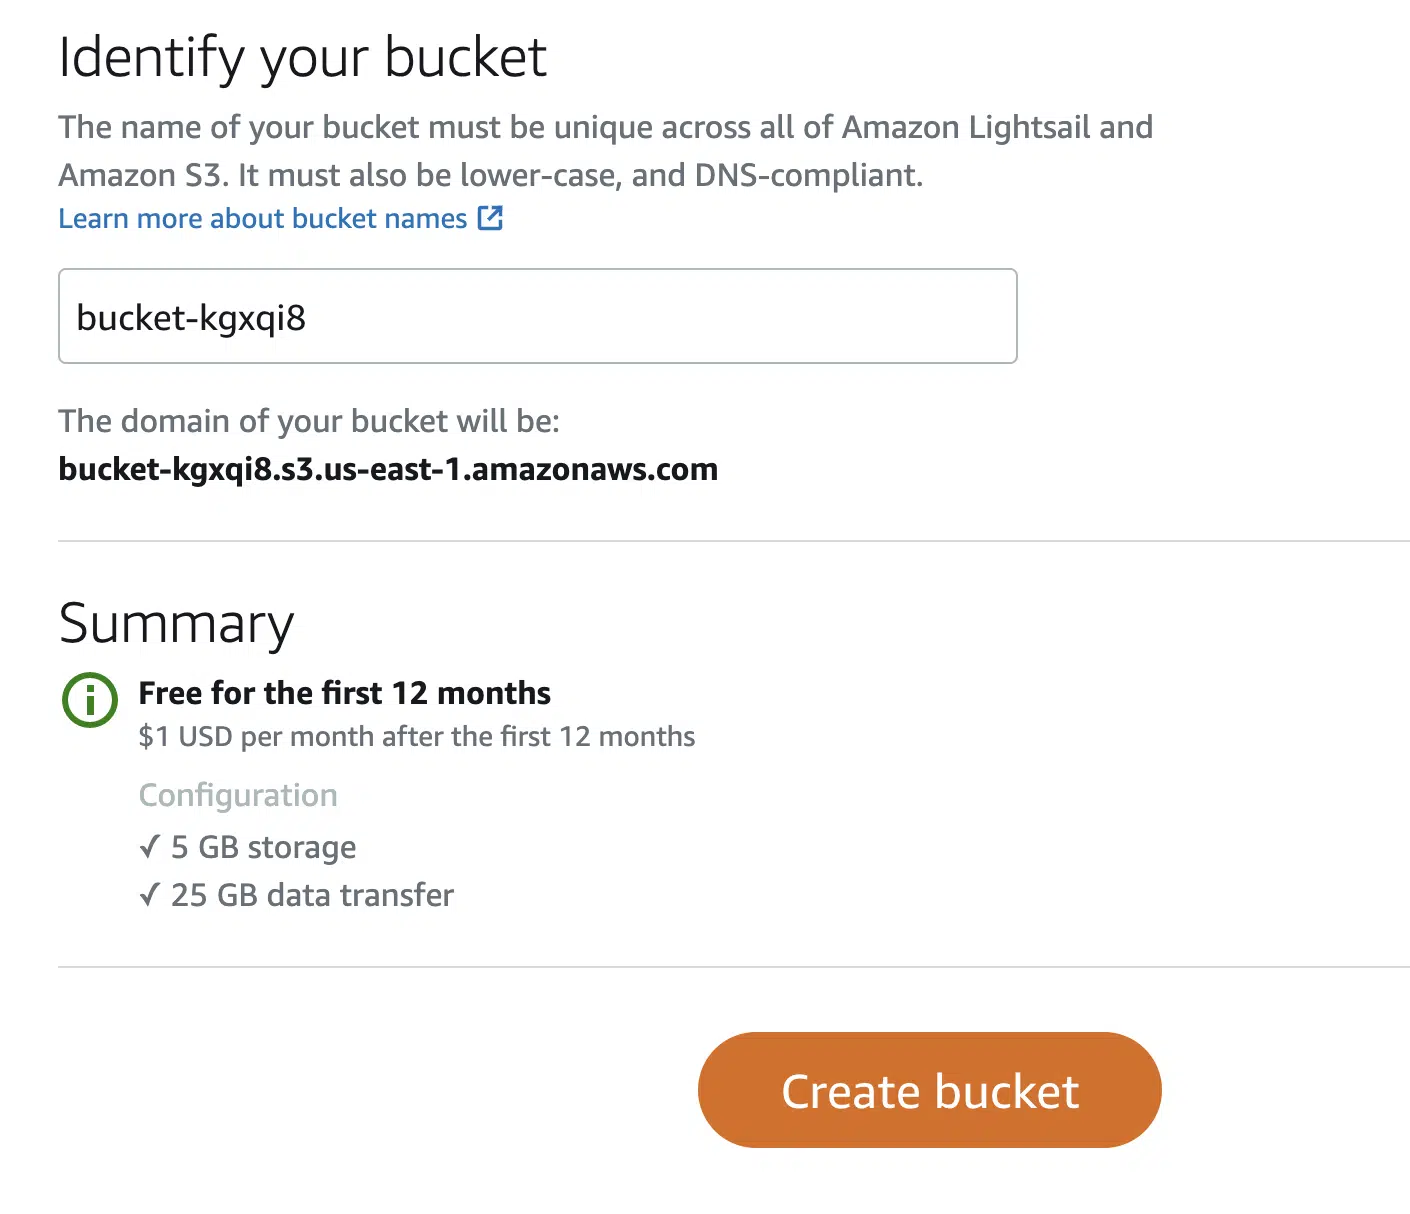 Identify your bucket
The name of your bucket must be unique across all of Amazon Lightsail and
Amazon S3. It must also be lower-case, and DNS-compliant.
Learn more about bucket names
bucket-kgxqi8
The domain of your bucket will be:
bucket-kgxqi8.s3.us-east-1.amazonaws.com
Summary
Free for the first 12 months
$1 USD per month after the first 12 months
Configuration
✓ 5 GB storage
✓ 25 GB data transfer
Create bucket